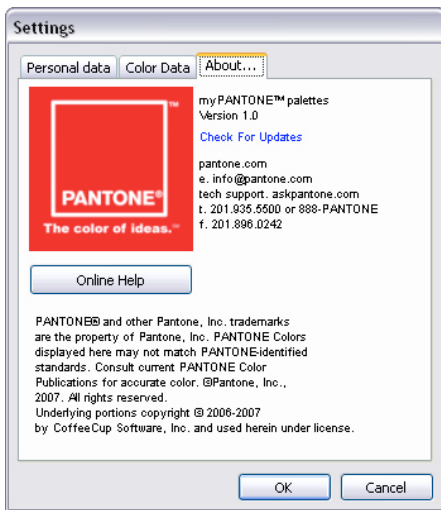 Settings
Personal data
Color Data
About...
™
PANTONE®
The color of ideas.™
myPANTONE™ palettes
Version 1.0
Check For Updates
pantone.com
e. info@pantone.com
tech support. askpantone.com
t. 201.935.5500 or 888-PANTONE
f. 201.896.0242
Online Help
PANTONE® and other Pantone, Inc. trademarks
are the property of Pantone, Inc. PANTONE Colors
displayed here may not match PANTONE-identified
standards. Consult current PANTONE Color
Publications for accurate color. ©Pantone, Inc.,
2007. All rights reserved.
Underlying portions copyright © 2006-2007
by CoffeeCup Software, Inc. and used herein under license.
OK
Cancel